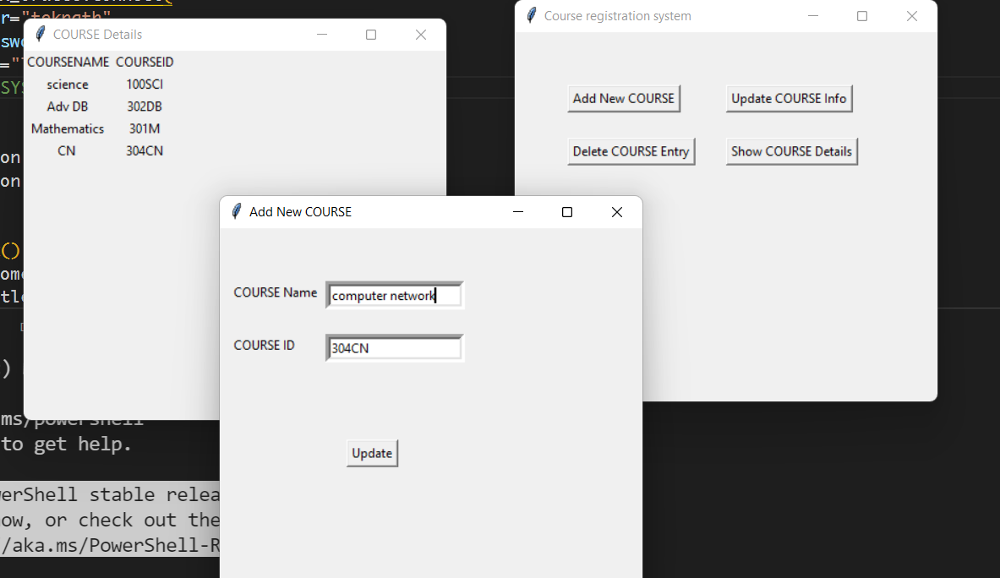 r="teknath"
COURSE Details
COURSENAME COURSEID
science 100SCI
Adv DB 302DB
Mathematics 301M
CN 304CN
Course registration system
Add New COURSE
Update COURSE Info
Delete COURSE Entry
Show COURSE Details
Add New COURSE
COURSE Name computer network
COURSE ID 304CN
Update
swo
="
SYS
on
on
()
ome
tle
)
ms/powershell
to get help.
werShell stable relea
ow, or check out the
/aka.ms/PowerShell-R